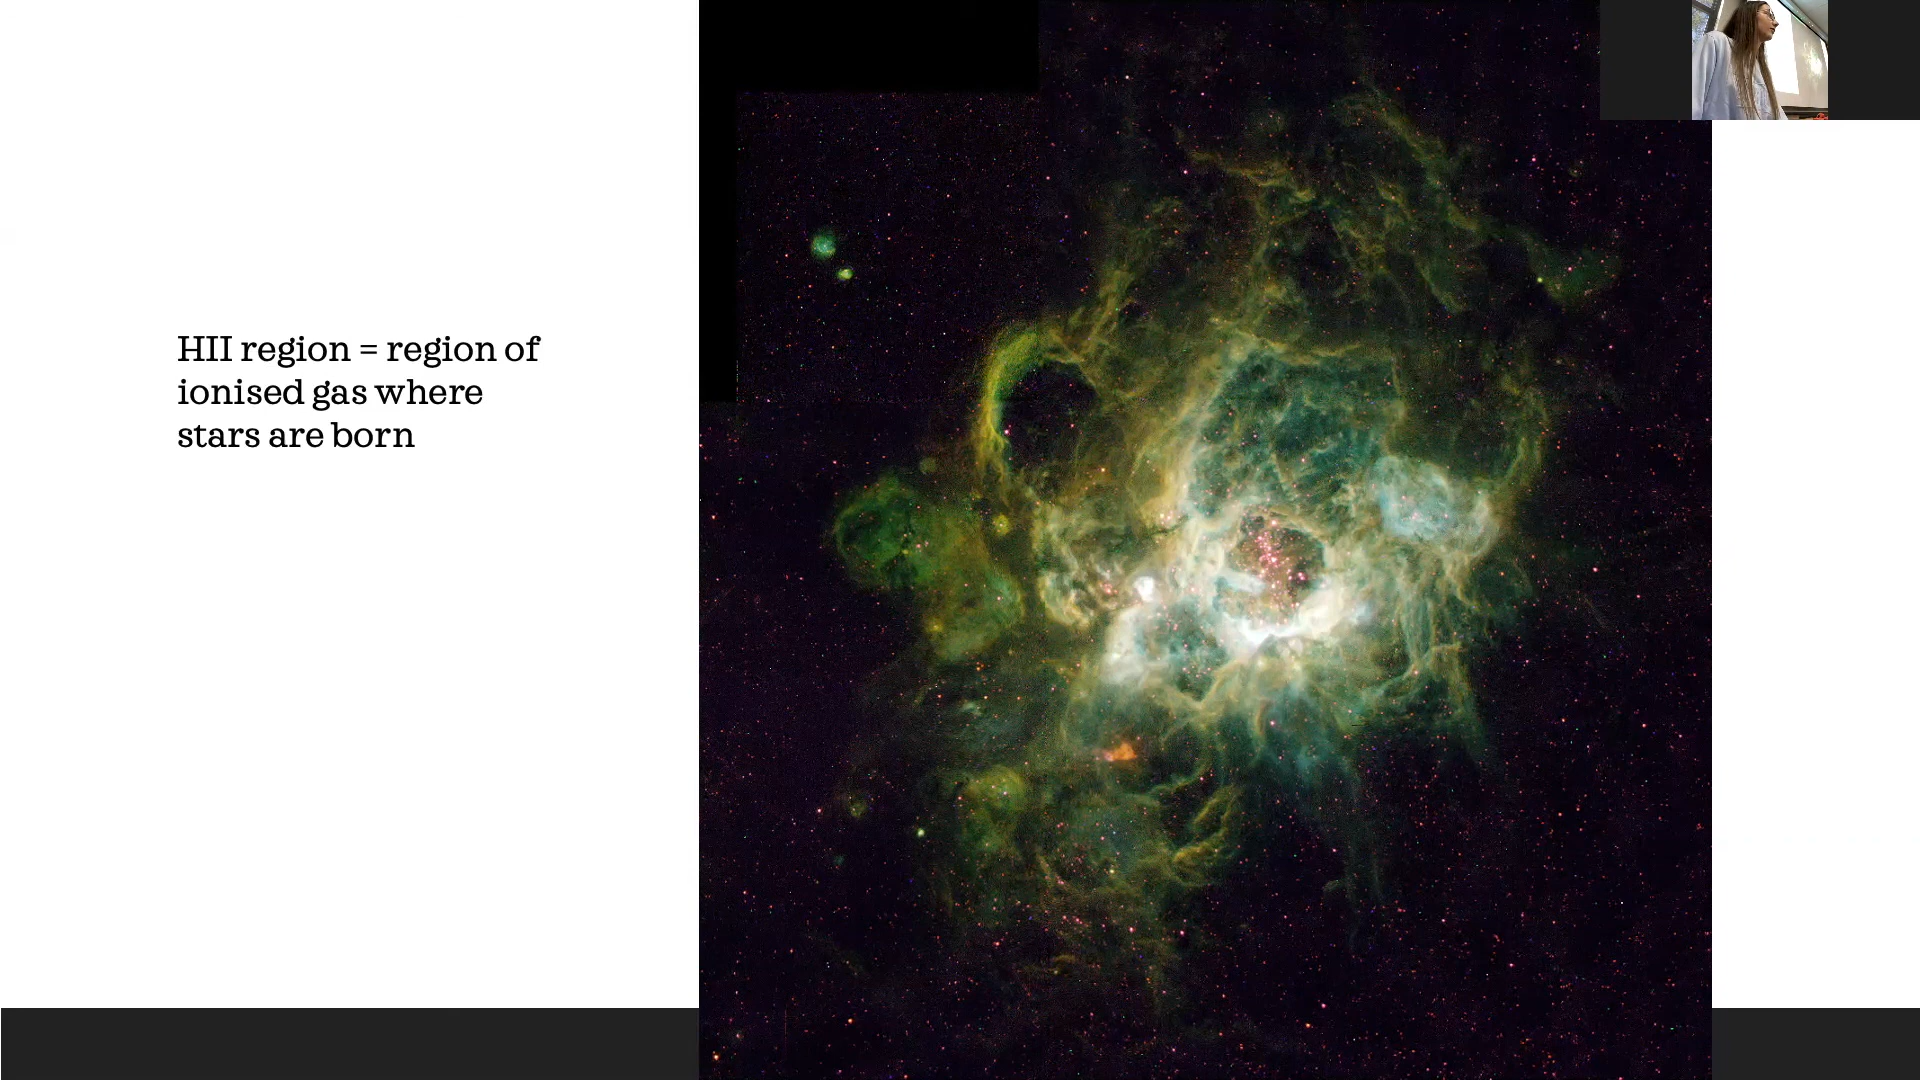 HII region = region of
ionised gas where
stars are born